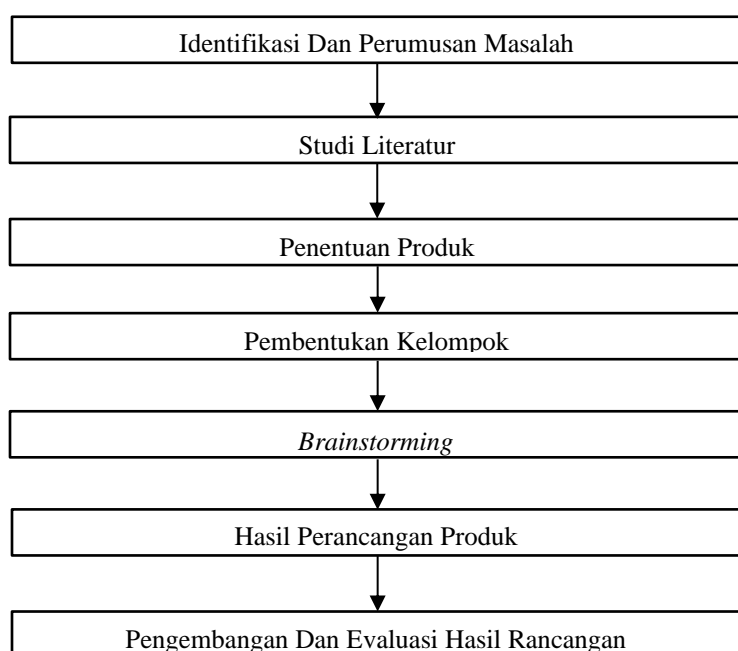 Identifikasi Dan Perumusan Masalah
Studi Literatur
Penentuan Produk
Pembentukan Kelompok
Brainstorming
Hasil Perancangan Produk
Pengembangan Dan Evaluasi Hasil Rancangan